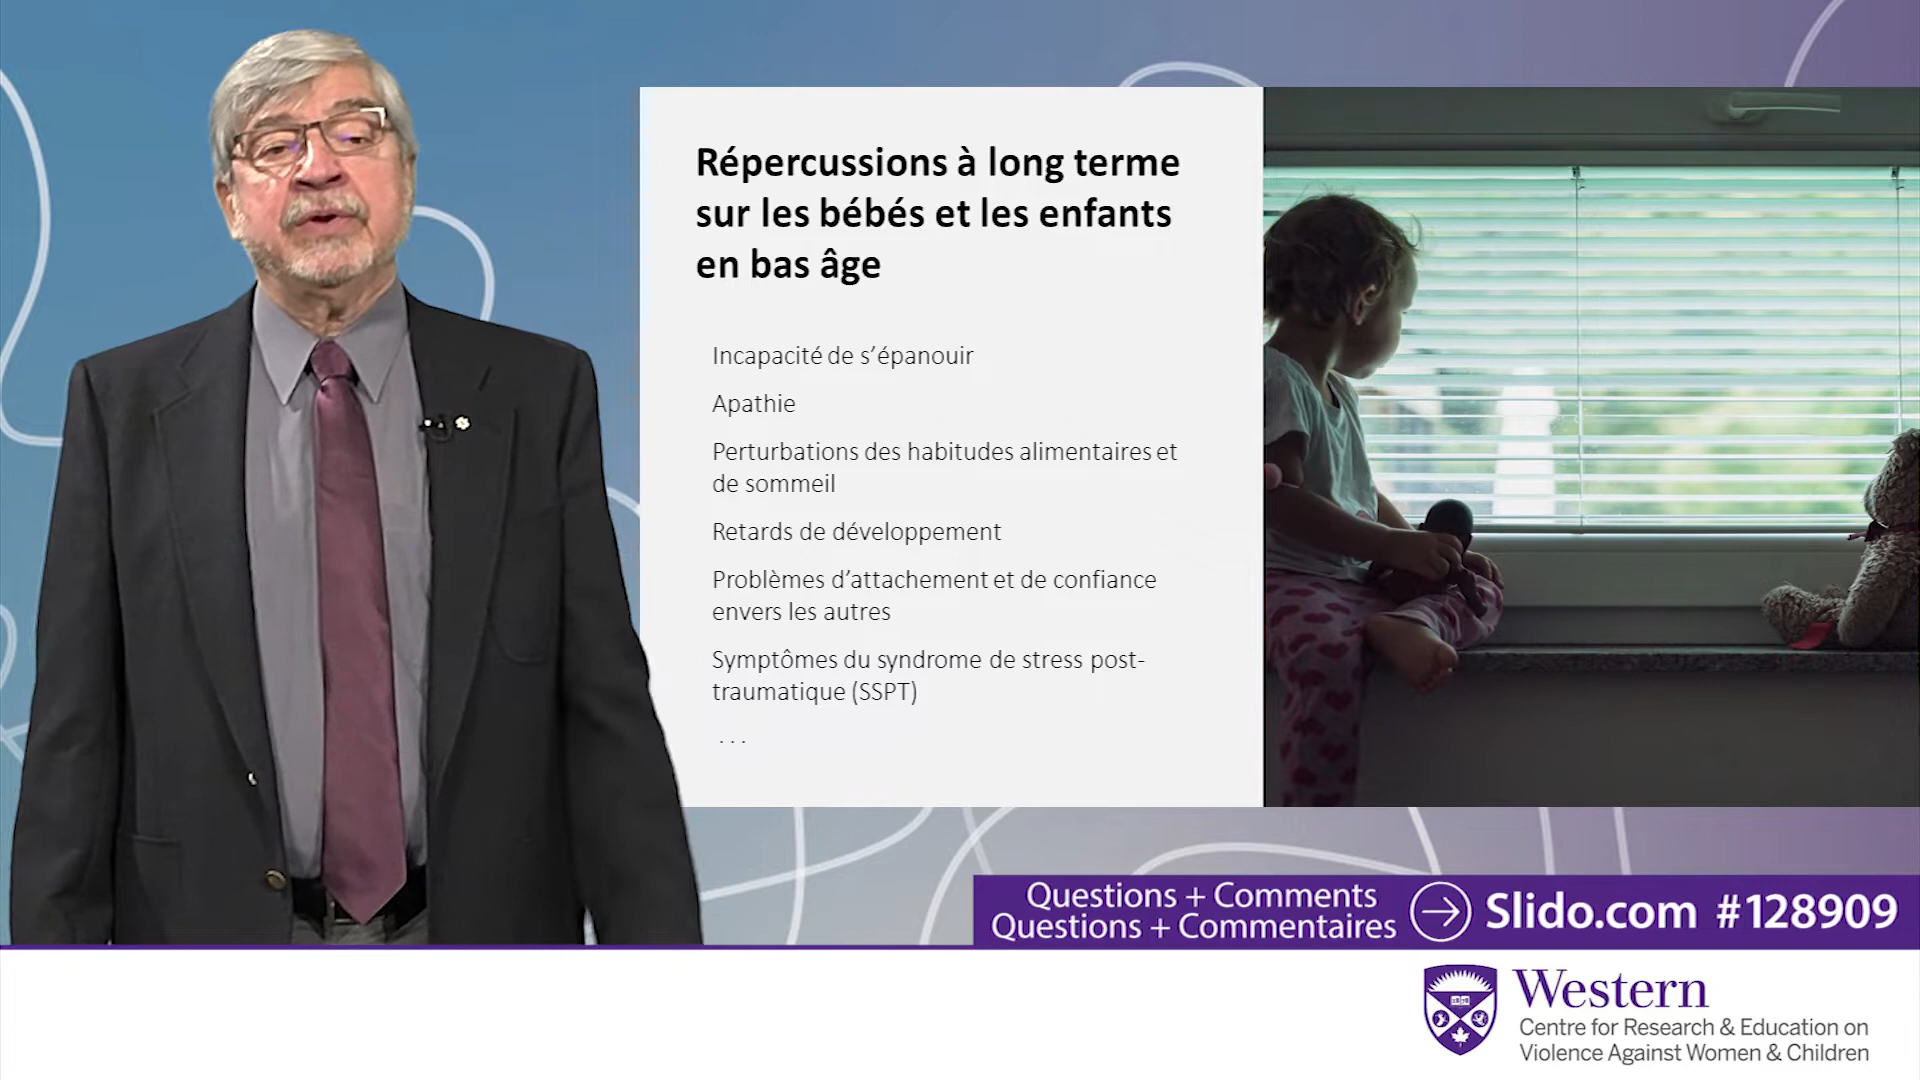 Répercussions à long terme
sur les bébés et les enfants
en bas âge
Incapacité de s’épanouir
Apathie
Perturbations des habitudes alimentaires et
de sommeil
Retards de développement
Problèmes d’attachement et de confiance
envers les autres
Symptômes du syndrome de stress post-
traumatique (SSPT)
. . .
Questions + Comments
Questions + Commentaires
Slido.com #128909
Western
Centre for Research & Education on
Violence Against Women & Children